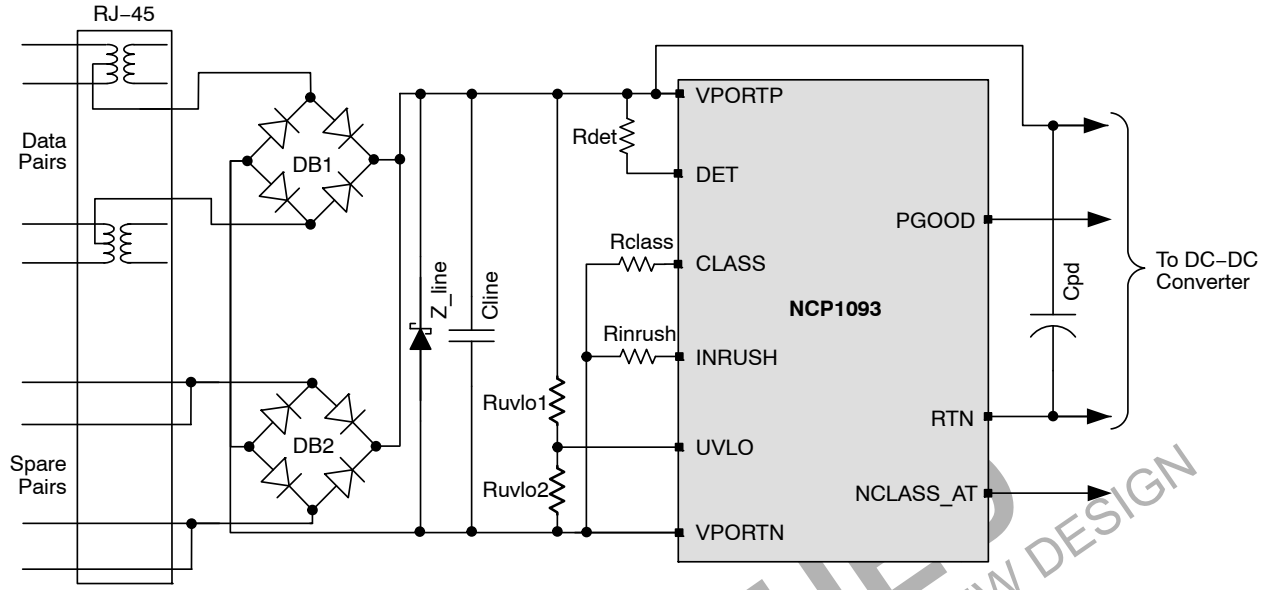 RJ−45
Data
Pairs
DB1
Z_line
Cline
Rdet
Rclass
Rinrush
Ruvlo1
Ruvlo2
Spare
Pairs
DB2
VPORTP
DET
CLASS
INRUSH
UVLO
VPORTN
NCP1093
PGOOD
RTN
NCLASS_AT
Cpd
To DC−DC
Converter
DESIGN